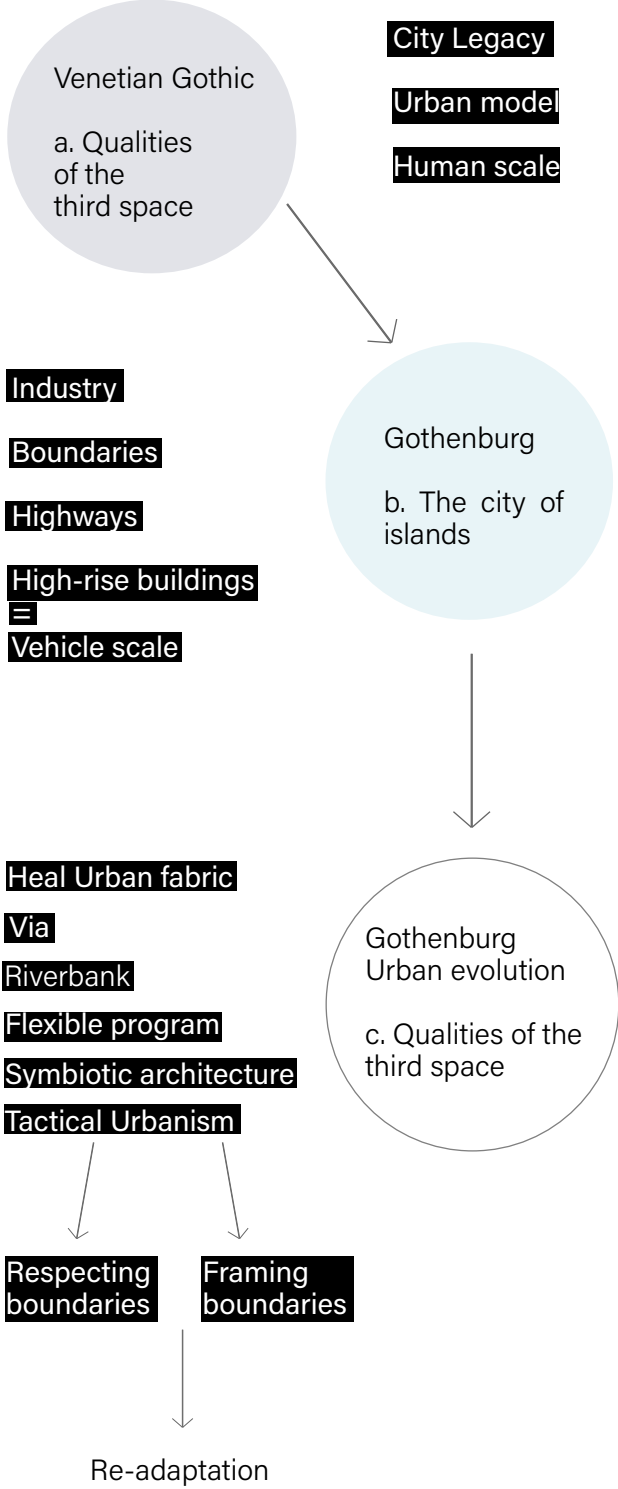 Venetian Gothic
a. Qualities
of the
third space
City Legacy
Urban model
Human scale
Industry
Boundaries
Highways
High-rise buildings
=
Vehicle scale
Gothenburg
b. The city of
islands
Heal Urban fabric
Via
Riverbank
Flexible program
Symbiotic architecture
Tactical Urbanism
Gothenburg
Urban evolution
c. Qualities of the
third space
Respecting
boundaries
Framing
boundaries
Re-adaptation